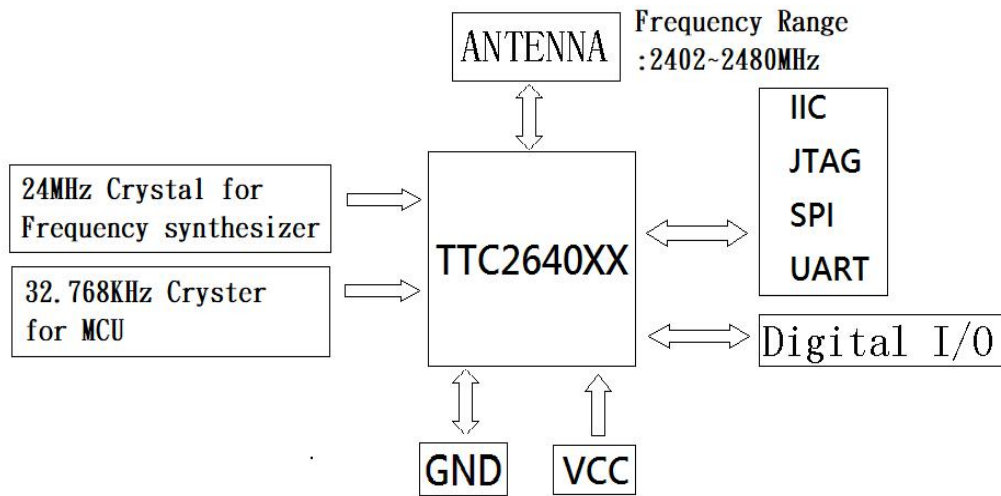 ANTENNA
Frequency Range
:2402~2480MHz
24MHz Crystal for
Frequency synthesizer
32.768KHz Cryster
for MCU
TTC2640XX
IIC
JTAG
SPI
UART
Digital I/O
GND
VCC